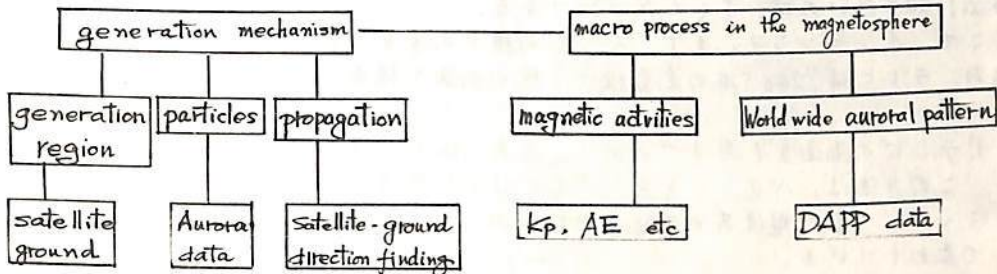 generation mechanism
macro process in the magnetosphere
generation
region
particles
propagation
magnetic advities
World wide auroral pattern
satellite
ground
Aurora
data
satellite-ground
direction finding
Kp. AE etc
DAPP data